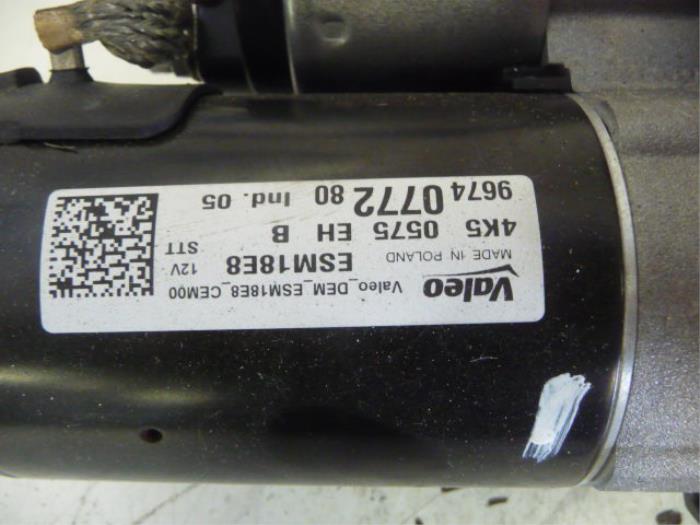 Valeo_DEM_ESM18E8_CEM00
Valeo
MADE IN POLAND
ESM18E8
12V
STT
4K5 0575 EH B
9674 0772 80 Ind. 05